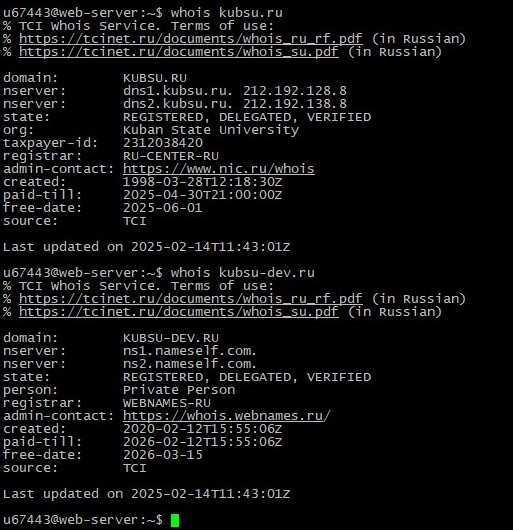 u67443@web-server:~$ whois kubsu.ru
% TCI Whois Service. Terms of use:
% https://tcinet.ru/documents/whois_ru_rf.pdf (in Russian)
% https://tcinet.ru/documents/whois_su.pdf (in Russian)

domain:        KUBSU.RU
nserver:       dns1.kubsu.ru. 212.192.128.8
nserver:       dns2.kubsu.ru. 212.192.138.8
state:         REGISTERED, DELEGATED, VERIFIED
org:           Kuban State University
taxpayer-id:   2312038420
registrar:     RU-CENTER-RU
admin-contact: https://www.nic.ru/whois
created:       1998-03-28T12:18:30Z
paid-till:     2025-04-30T21:00:00Z
free-date:     2025-06-01
source:        TCI

Last updated on 2025-02-14T11:43:01Z

u67443@web-server:~$ whois kubsu-dev.ru
% TCI Whois Service. Terms of use:
% https://tcinet.ru/documents/whois_ru_rf.pdf (in Russian)
% https://tcinet.ru/documents/whois_su.pdf (in Russian)

domain:        KUBSU-DEV.RU
nserver:       ns1.nameself.com.
nserver:       ns2.nameself.com.
state:         REGISTERED, DELEGATED, VERIFIED
person:        Private Person
registrar:     WEBNAMES-RU
admin-contact: https://whois.webnames.ru/
created:       2020-02-12T15:55:06Z
paid-till:     2026-02-12T15:55:06Z
free-date:     2026-03-15
source:        TCI

Last updated on 2025-02-14T11:43:01Z

u67443@web-server:~$